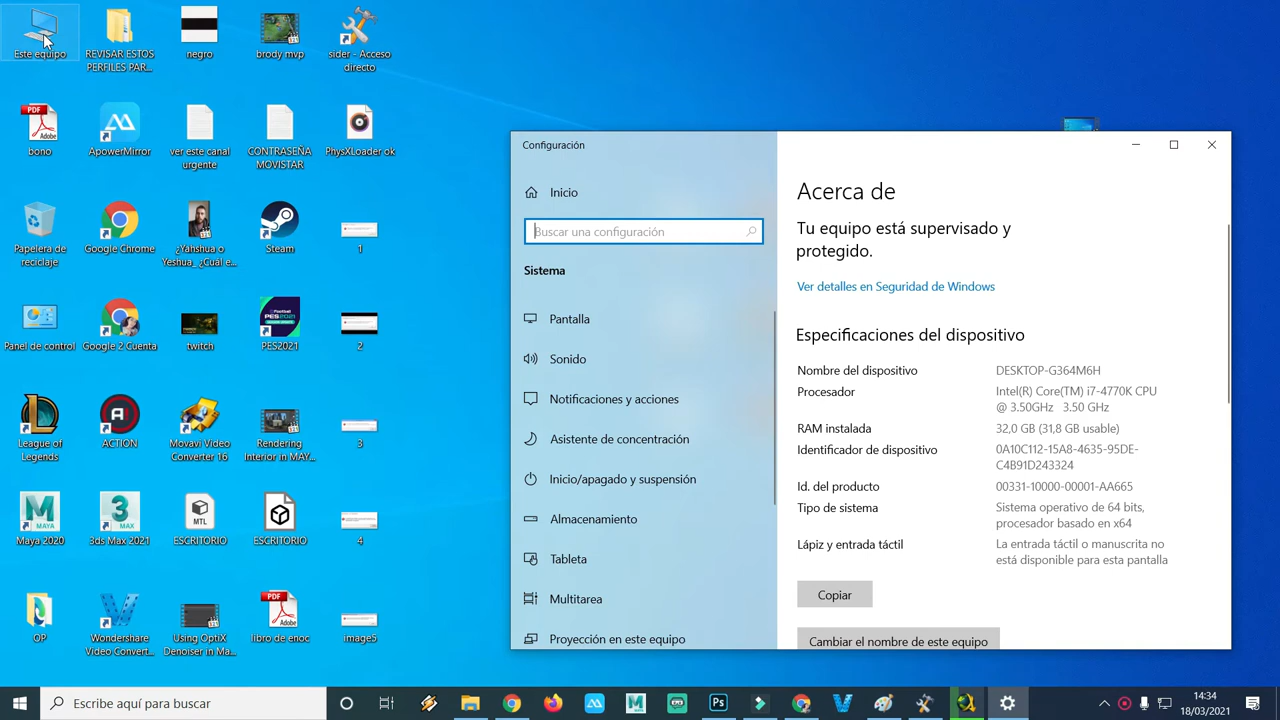 Este equipo
REVISAR ESTOS
PERFILES PAR...
negro
brody mvp
sider - Acceso
directo
PDF
Adobe
bono
ApowerMirror
ver este canal
urgente
CONTRASEÑA
MOVISTAR
PhysXLoader ok
Papelera de
reciclaje
Google Chrome
¿Yahshua o
Yeshua_ ¿Cuál e...
Steam
1
Panel de control
Google 2 Cuenta
twitch
PES2021
PES2021
2
League of
Legends
ACTION
Movavi Video
Converter 16
Rendering
Interior in MAY...
3
M
MAYA
Maya 2020
3
MAX
3ds Max 2021
MTL
ESCRITORIO
ESCRITORIO
4
OP
Wondershare
Video Convert...
Using OptiX
Denoiser in Ma...
PDF
Adobe
libro de enoc
image5
Configuración
Inicio
Buscar una configuración
Sistema
Pantalla
Sonido
Notificaciones y acciones
Asistente de concentración
Inicio/apagado y suspensión
Almacenamiento
Tableta
Multitarea
Proyección en este equipo
Acerca de
Tu equipo está supervisado y
protegido.
Ver detalles en Seguridad de Windows
Especificaciones del dispositivo
Nombre del dispositivo DESKTOP-G364M6H
Procesador Intel(R) Core(TM) i7-4770K CPU
@ 3.50GHz 3.50 GHz
RAM instalada 32,0 GB (31,8 GB usable)
Identificador de dispositivo 0A10C112-15A8-4635-95DE-
C4B91D243324
Id. del producto 00331-10000-00001-AA665
Tipo de sistema Sistema operativo de 64 bits,
procesador basado en x64
Lápiz y entrada táctil La entrada táctil o manuscrita no
está disponible para esta pantalla
Copiar
Cambiar el nombre de este equipo
Escribe aquí para buscar
M
Ps
14:34
18/03/2021